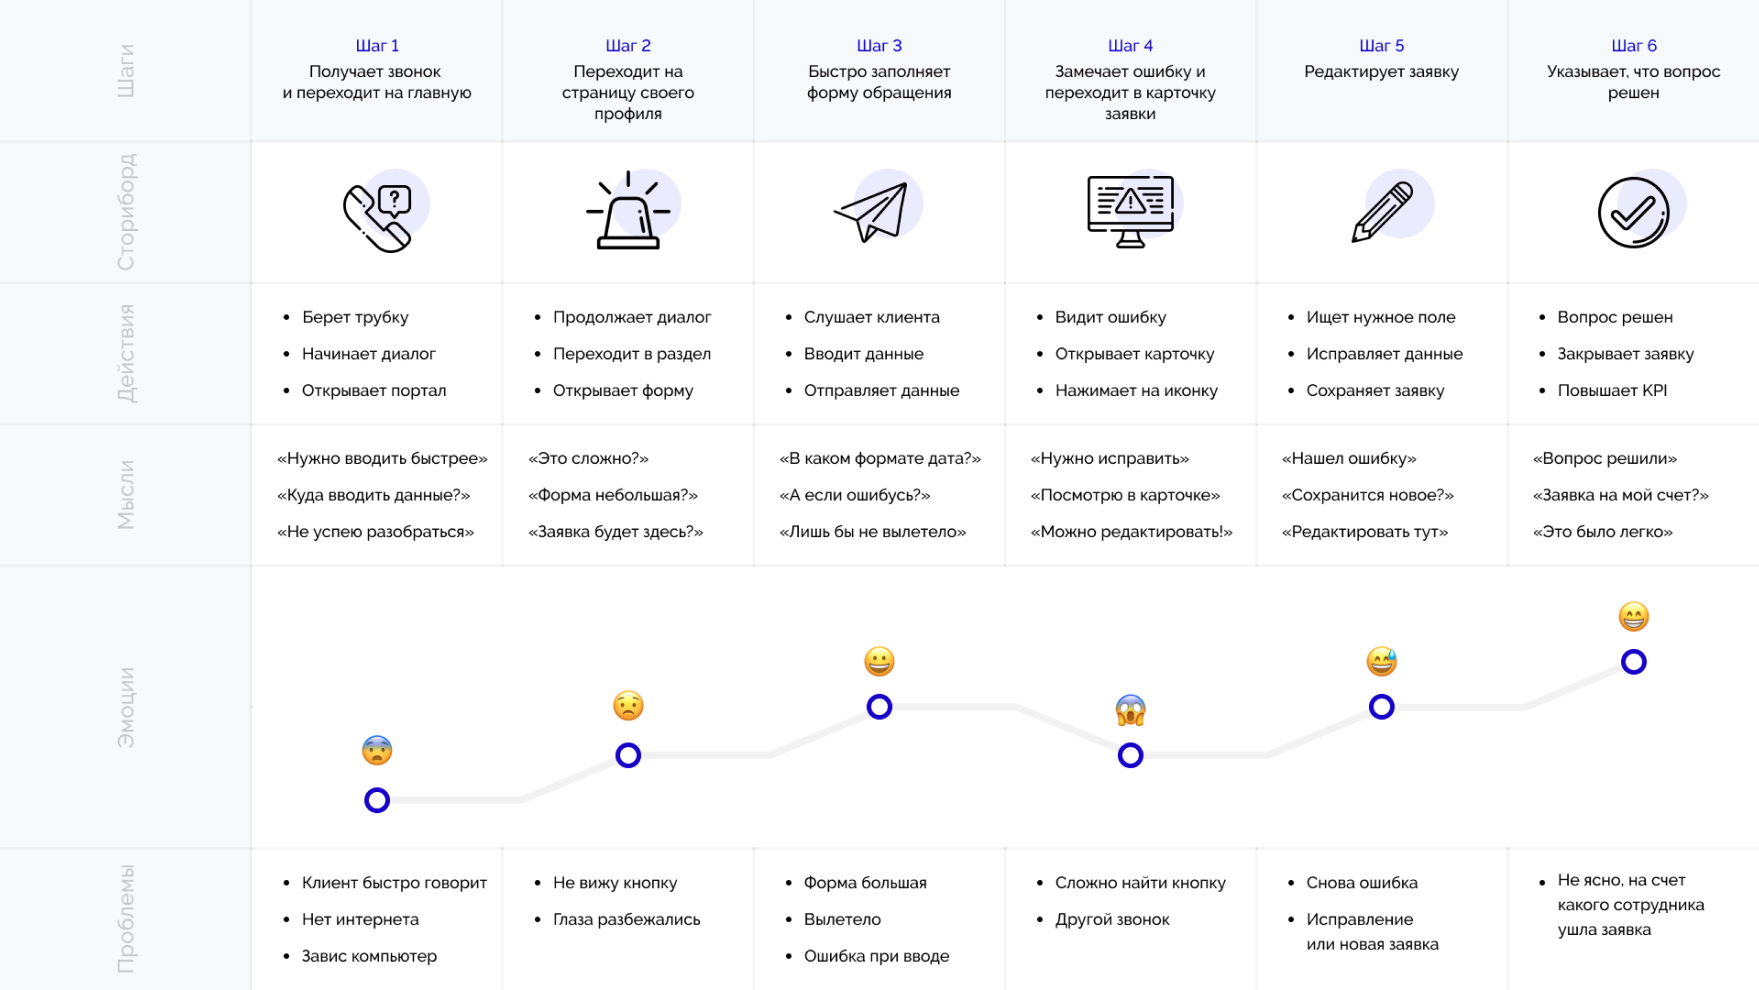 Шаги
Шаг 1
Получает звонок
и переходит на главную
Шаг 2
Переходит на
страницу своего
профиля
Шаг 3
Быстро заполняет
форму обращения
Шаг 4
Замечает ошибку и
переходит в карточку
заявки
Шаг 5
Редактирует заявку
Шаг 6
Указывает, что вопрос
решен
Сториборд
?
!
Действия
• Берет трубку
• Начинает диалог
• Открывает портал
• Продолжает диалог
• Переходит в раздел
• Открывает форму
• Слушает клиента
• Вводит данные
• Отправляет данные
• Видит ошибку
• Открывает карточку
• Нажимает на иконку
• Ищет нужное поле
• Исправляет данные
• Сохраняет заявку
• Вопрос решен
• Закрывает заявку
• Повышает KPI
Мысли
«Нужно вводить быстрее»
«Куда вводить данные?»
«Не успею разобраться»
«Это сложно?»
«Форма небольшая?»
«Заявка будет здесь?»
«В каком формате дата?»
«А если ошибусь?»
«Лишь бы не вылетело»
«Нужно исправить»
«Посмотрю в карточке»
«Можно редактировать!»
«Нашел ошибку»
«Сохранится новое?»
«Редактировать тут»
«Вопрос решили»
«Заявка на мой счет?»
«Это было легко»
Эмоции
Проблемы
• Клиент быстро говорит
• Нет интернета
• Завис компьютер
• Не вижу кнопку
• Глаза разбежались
• Форма большая
• Вылетело
• Ошибка при вводе
• Сложно найти кнопку
• Другой звонок
• Снова ошибка
• Исправление
или новая заявка
• Не ясно, на счет
какого сотрудника
ушла заявка